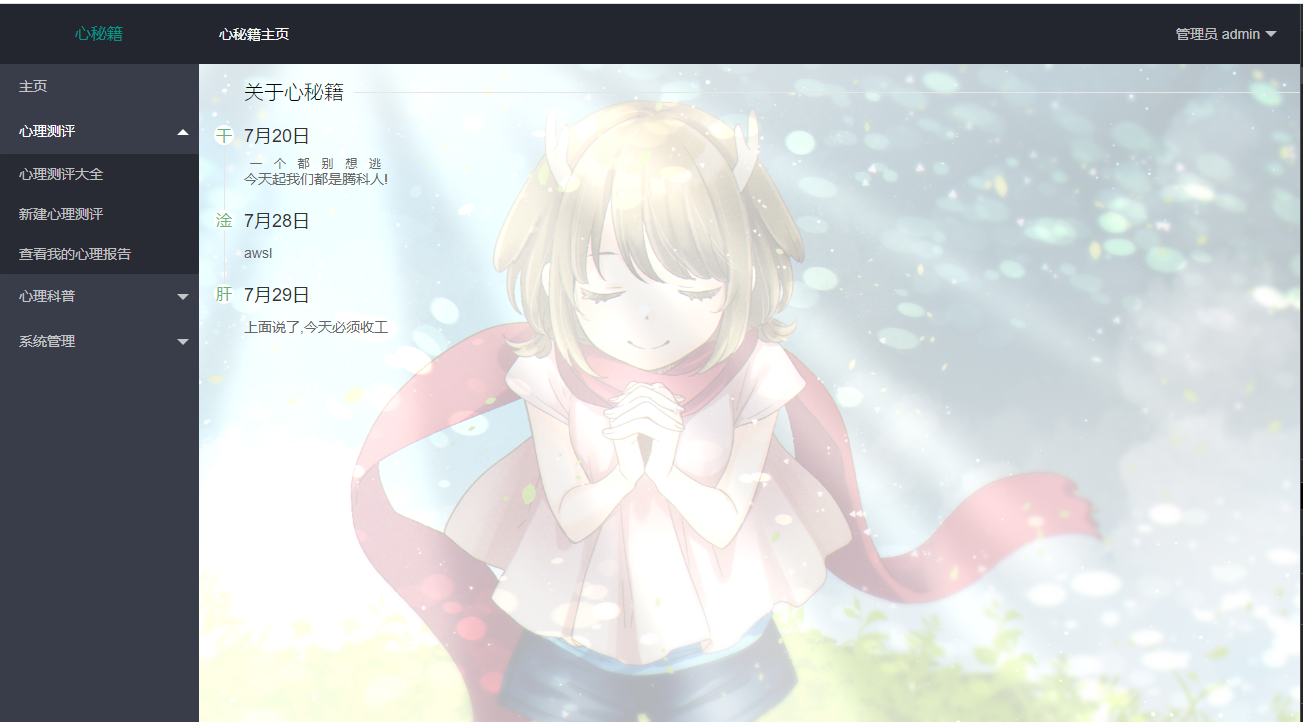 心秘籍
心秘籍主页
管理员 admin
主页
心理测评
心理测评大全
新建心理测评
查看我的心理报告
心理科普
系统管理
关于心秘籍
干
7月20日
一个都别想逃
今天起我们都是腾科人!
淦
7月28日
awsl
肝
7月29日
上面说了,今天必须收工